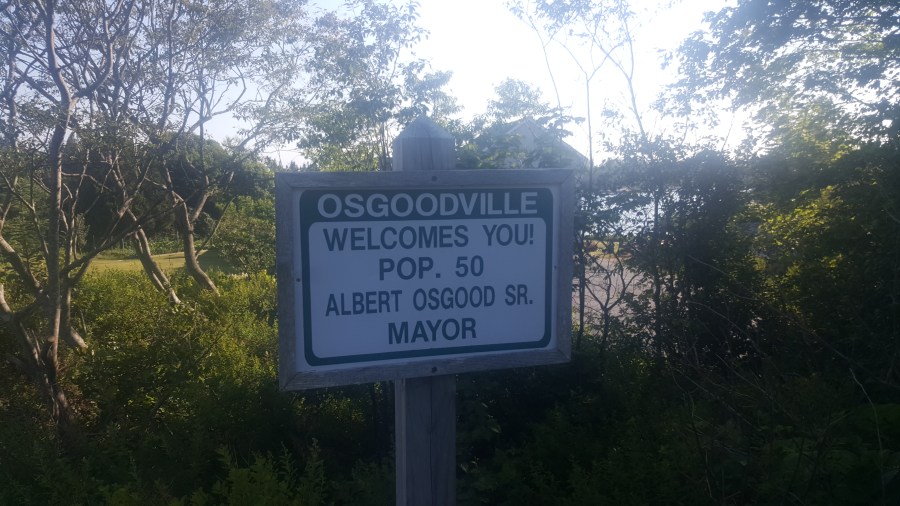 OSGOODVILLE
WELCOMES YOU!
POP. 50
ALBERT OSGOOD SR.
MAYOR